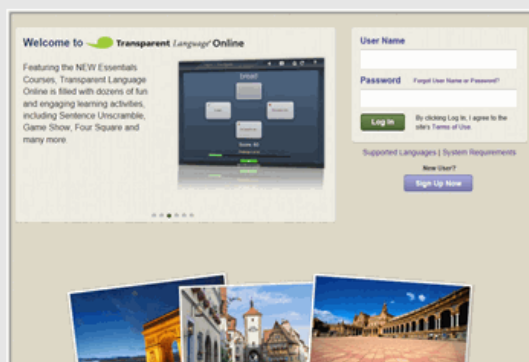 Welcome to Transparent Language Online
Featuring the NEW Essentials
Courses, Transparent Language
Online is filled with dozens of fun
and engaging learning activities,
including Sentence Unscramble,
Game Show, Four Square and
many more
bread
User Name
Password Forgot User Name or Password?
Log In
By clicking Log In, I agree to the
site's Terms of Use
Supported Languages | System Requirements
New User?
Sign Up Now